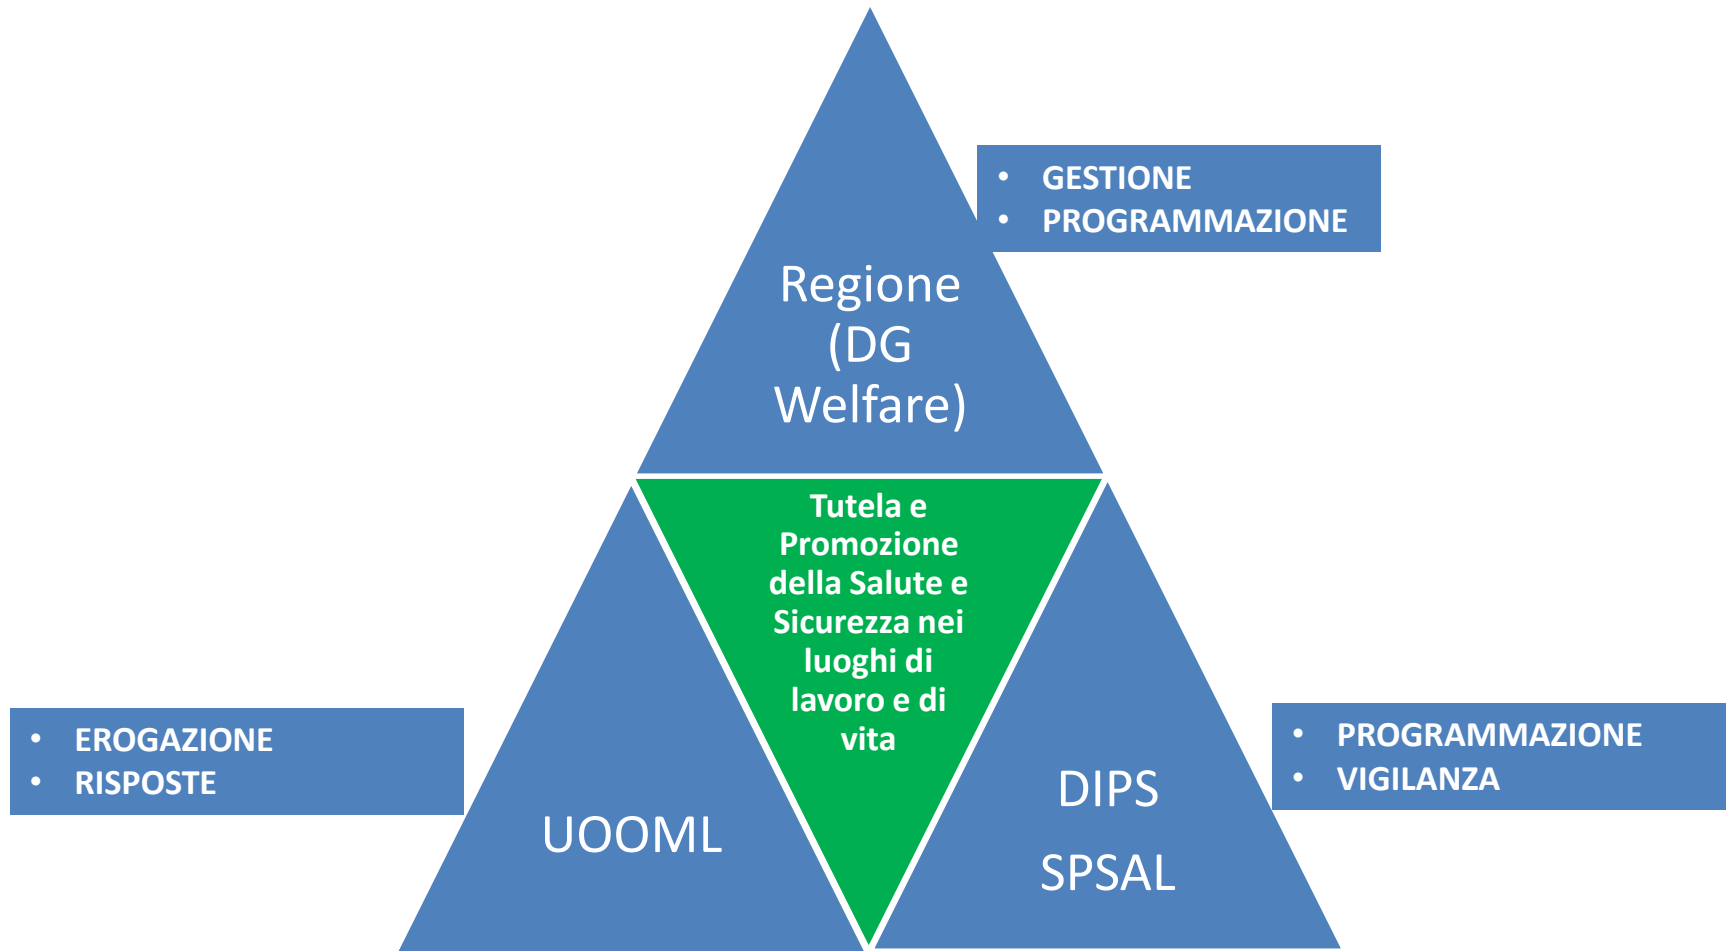 • GESTIONE
• PROGRAMMAZIONE
Regione
(DG
Welfare)
Tutela e
Promozione
della Salute e
Sicurezza nei
luoghi di
lavoro e di
vita
• EROGAZIONE
• RISPOSTE
UOOML
• PROGRAMMAZIONE
• VIGILANZA
DIPS
SPSAL